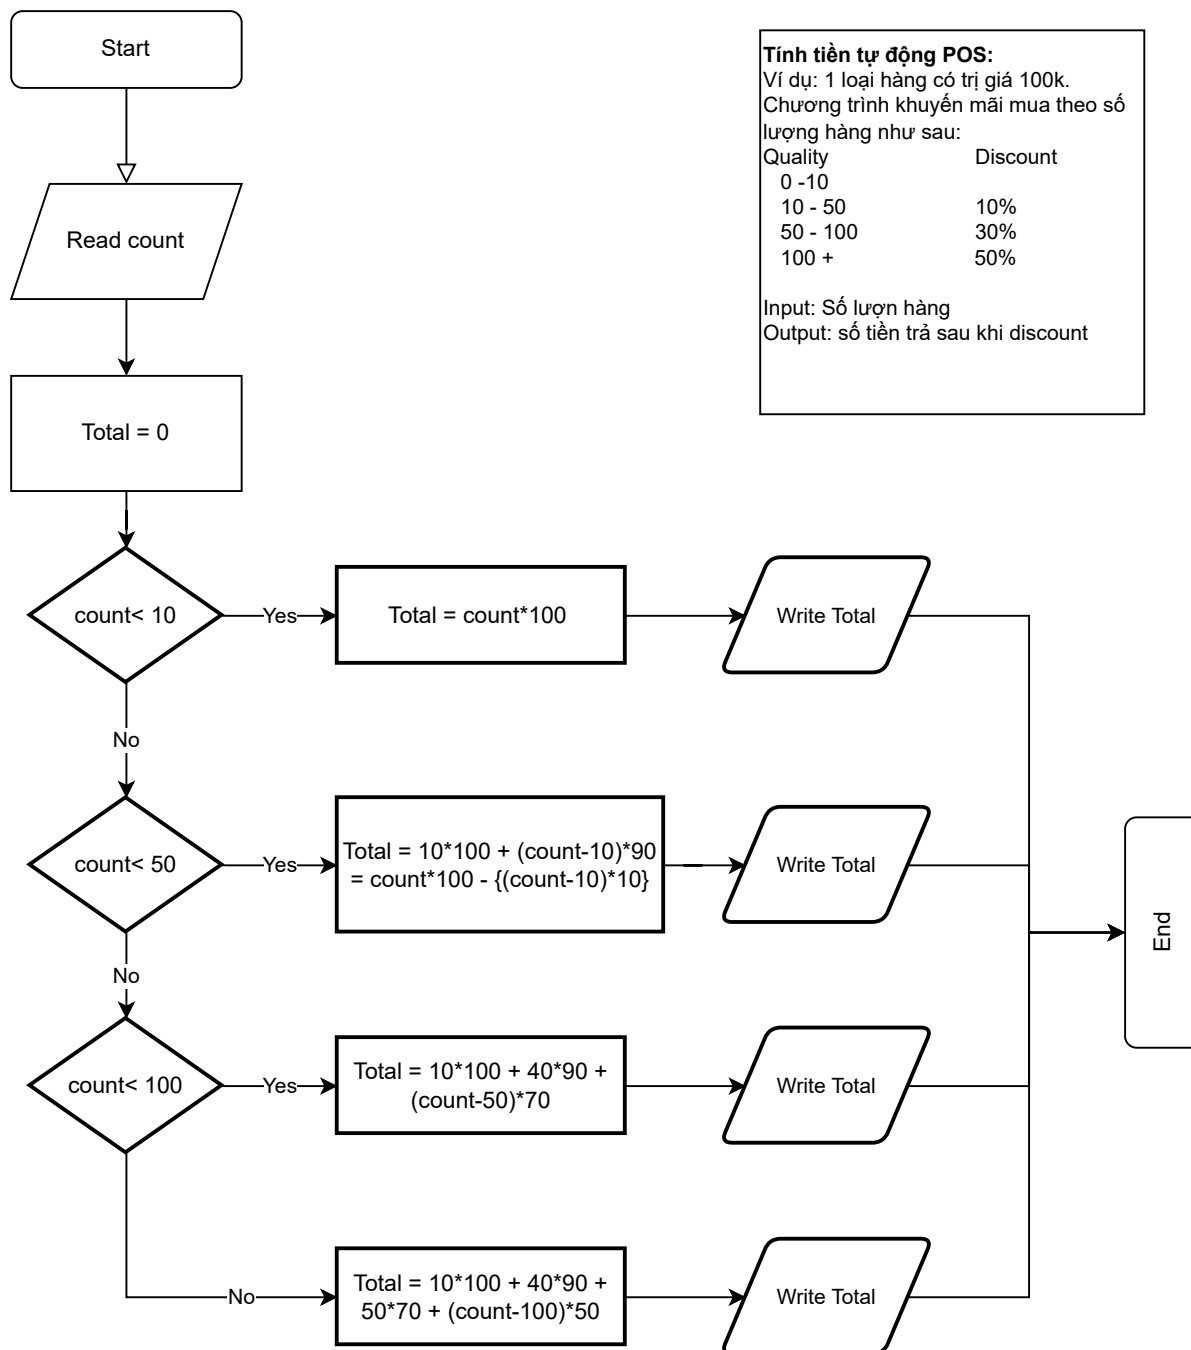 Start
Tính tiền tự động POS:
Ví dụ: 1 loại hàng có trị giá 100k.
Chương trình khuyến mãi mua theo số
lượng hàng như sau:
Quality Discount
0 -10
10 - 50 10%
50 - 100 30%
100 + 50%
Input: Số lượn hàng
Output: số tiền trả sau khi discount
Read count
Total = 0
count< 10
Yes
Total = count*100
Write Total
No
count< 50
Yes
Total = 10*100 + (count-10)*90
= count*100 - {(count-10)*10}
Write Total
End
No
count< 100
Yes
Total = 10*100 + 40*90 +
(count-50)*70
Write Total
No
Total = 10*100 + 40*90 +
50*70 + (count-100)*50
Write Total